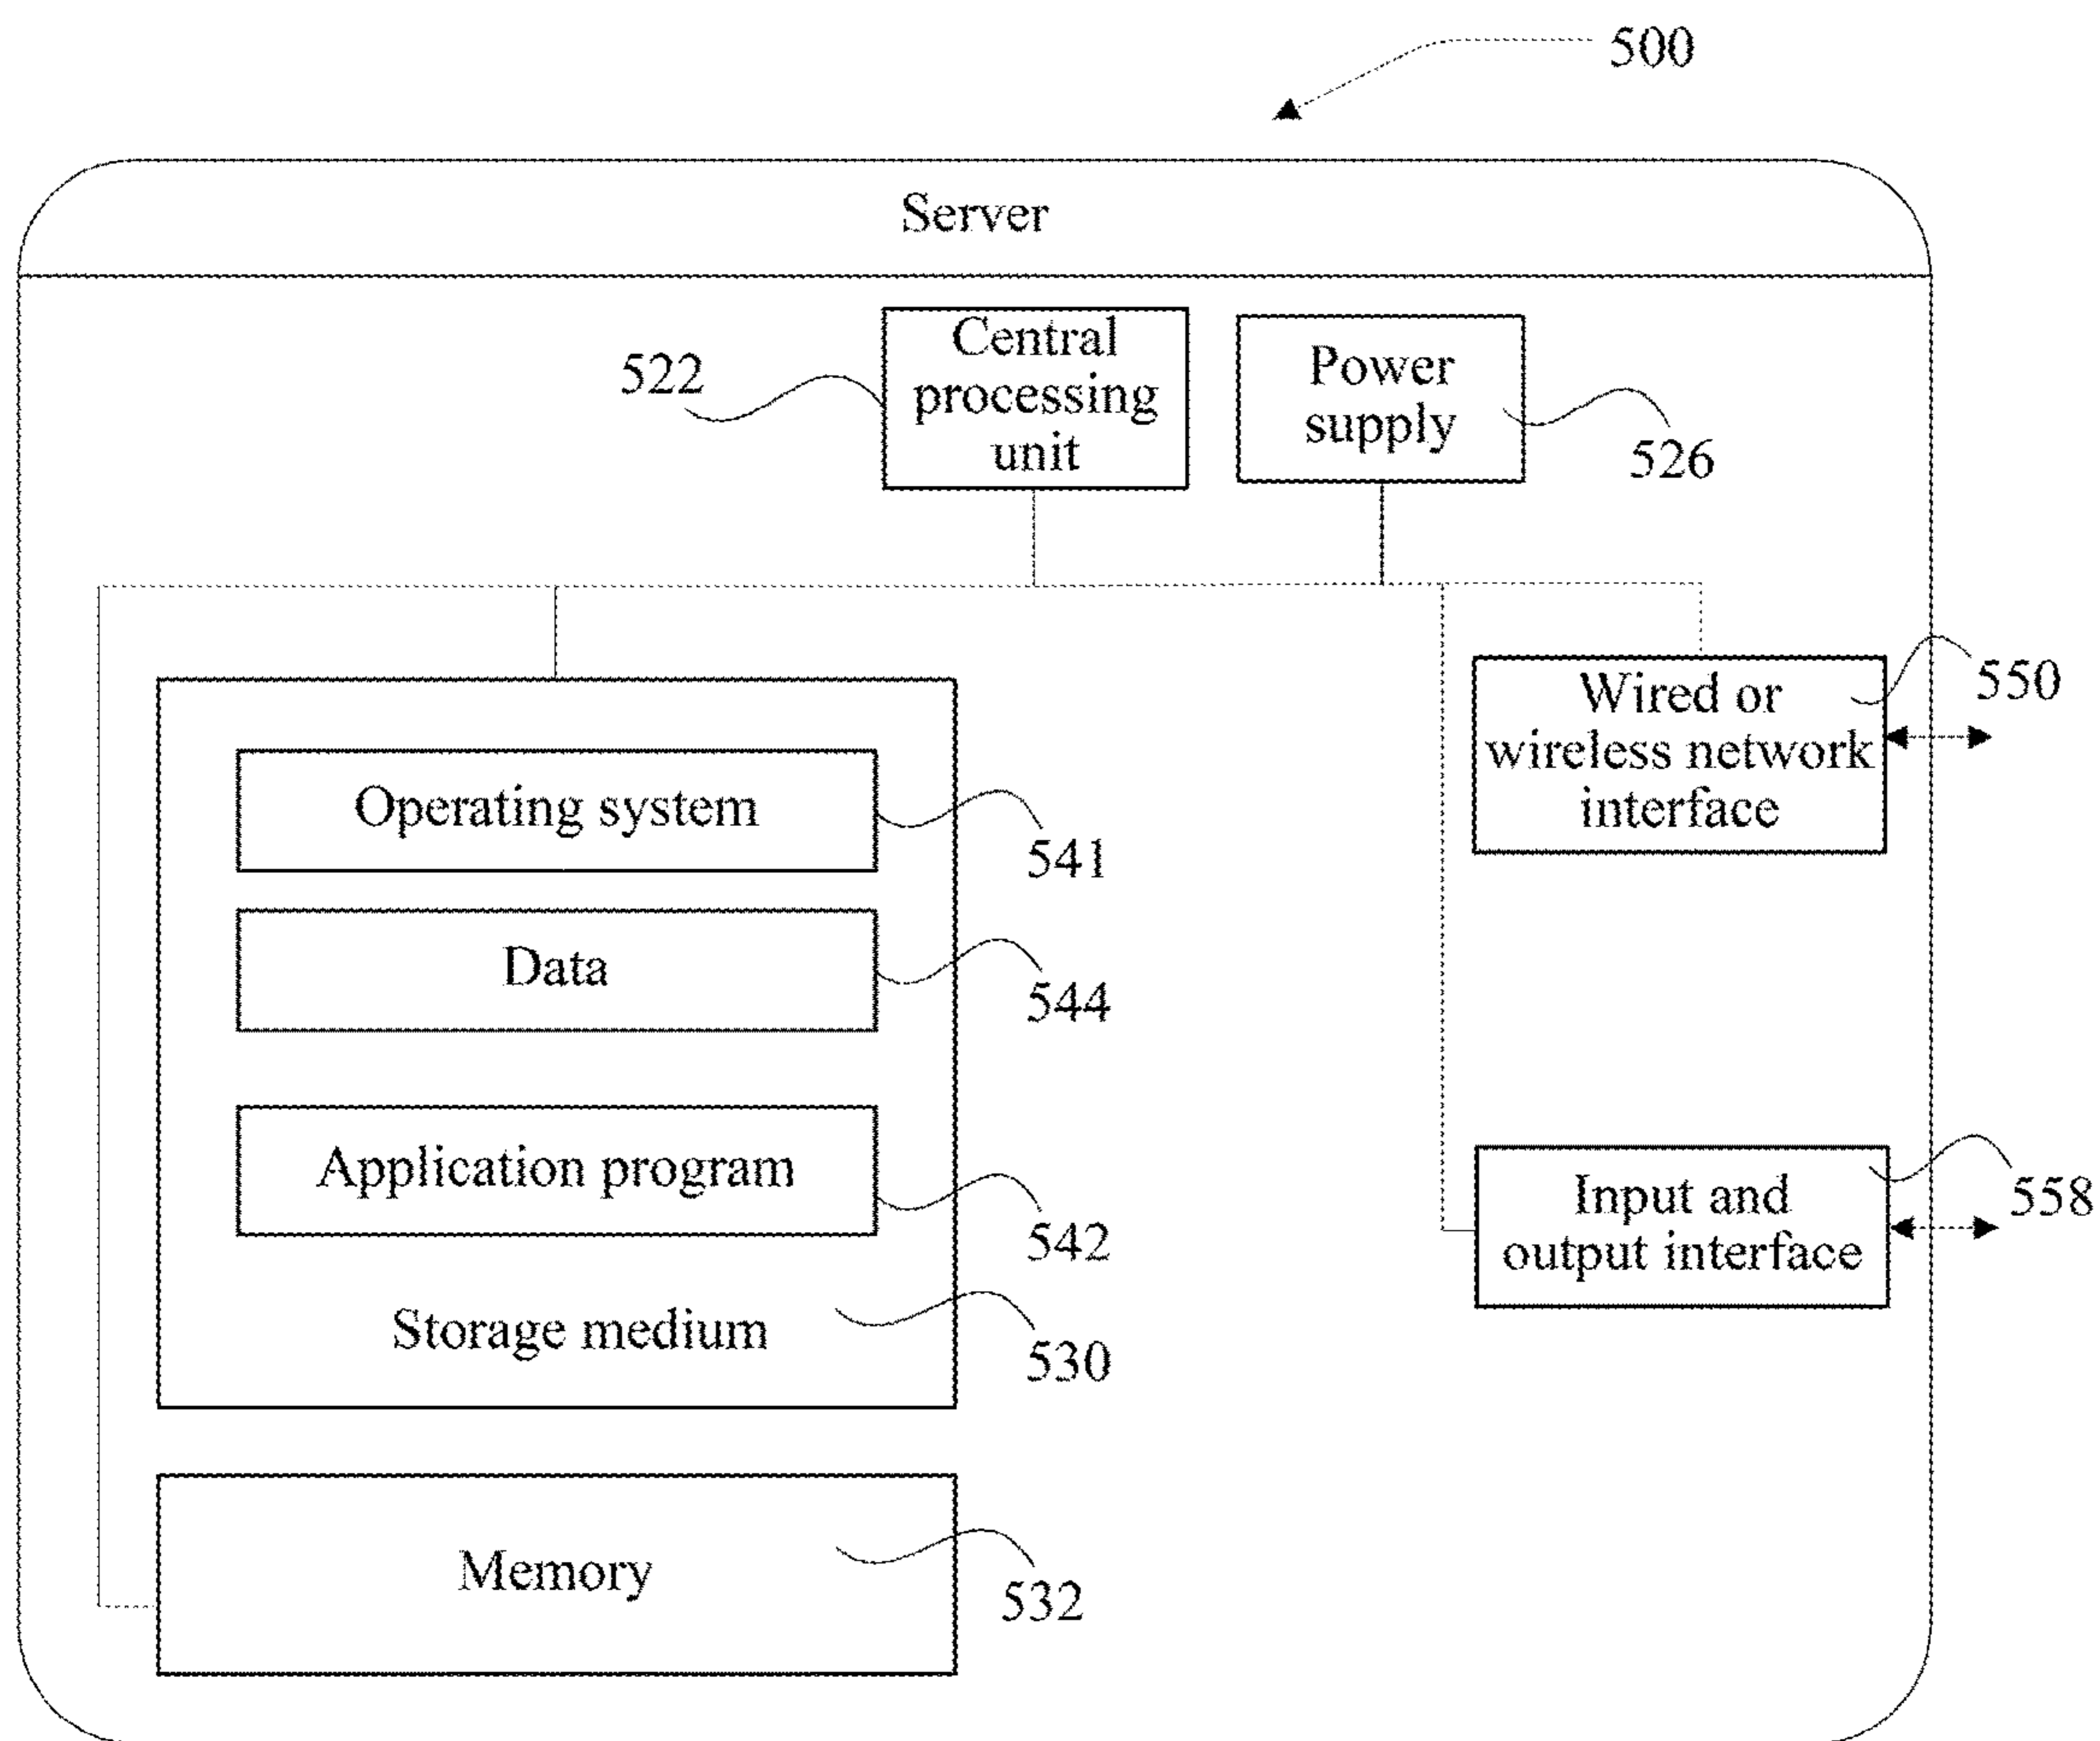 500
Server
Central
processing
unit
522
Power
supply
526
Wired or
wireless network
interface
550
Operating system
541
Data
544
Application program
542
Storage medium
530
Input and
output interface
558
Memory
532